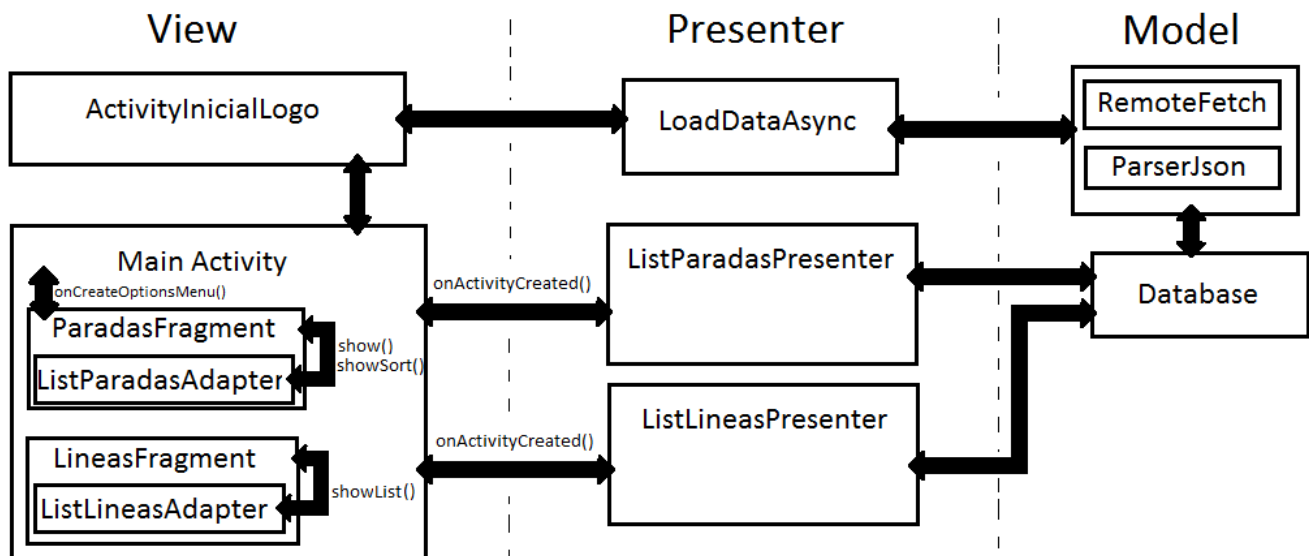 View
Presenter
Model
ActivityInicialLogo
LoadDataAsync
RemoteFetch
ParserJson
Main Activity
onCreateOptionsMenu()
ParadasFragment
ListParadasAdapter
show()
showSort()
LineasFragment
ListLineasAdapter
showList()
onActivityCreated()
onActivityCreated()
ListParadasPresenter
ListLineasPresenter
Database